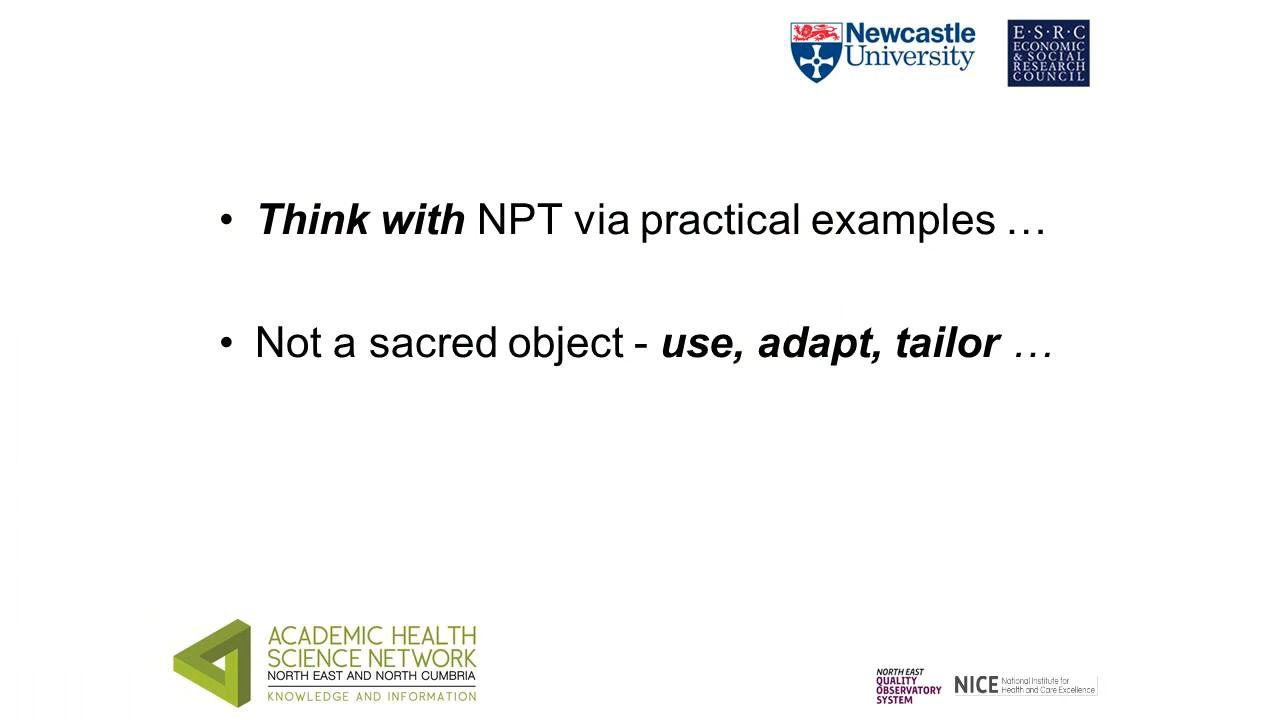 Newcastle
University
E·S·R·C
ECONOMIC
& SOCIAL
RESEARCH
COUNCIL
• Think with NPT via practical examples …
• Not a sacred object - use, adapt, tailor …
ACADEMIC HEALTH
SCIENCE NETWORK
NORTH EAST AND NORTH CUMBRIA
KNOWLEDGE AND INFORMATION
NORTH EAST
QUALITY
OBSERVATORY
SYSTEM
NICE National Institute for
Health and Care Excellence